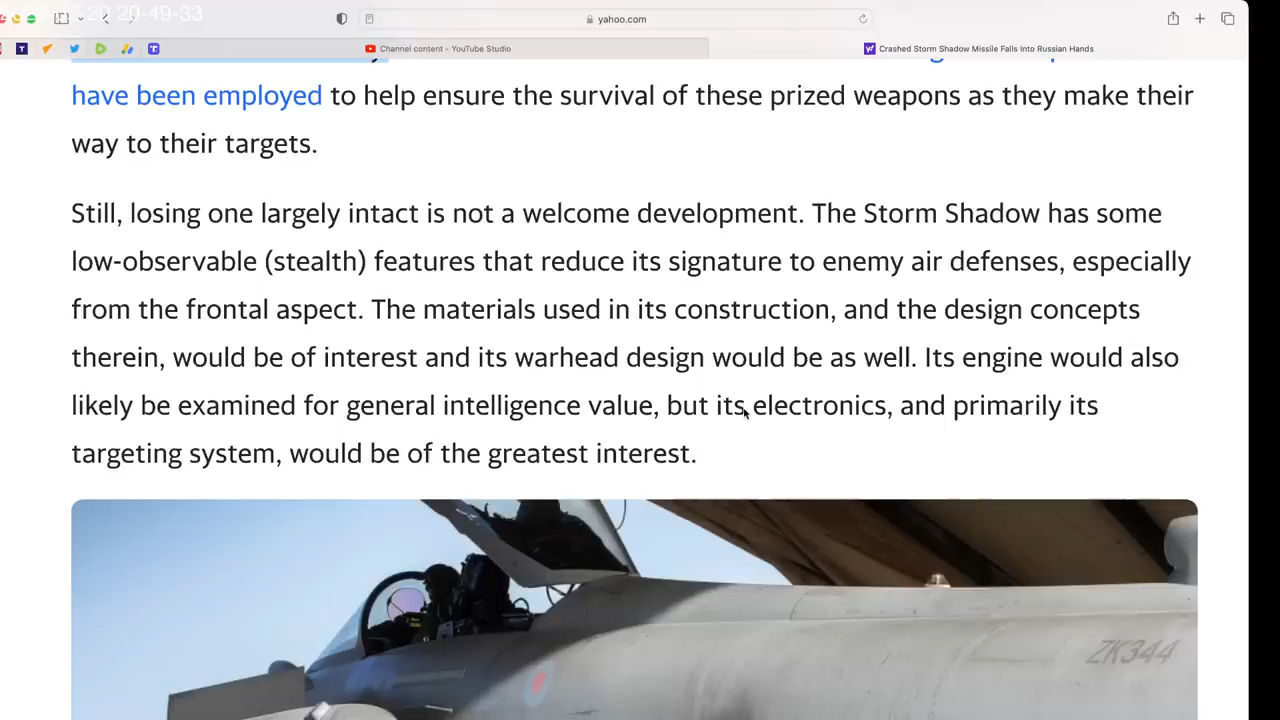 20 20-49-33
yahoo.com
T
T
Channel content - YouTube Studio
Crashed Storm Shadow Missile Falls Into Russian Hands
have been employed to help ensure the survival of these prized weapons as they make their
way to their targets.
Still, losing one largely intact is not a welcome development. The Storm Shadow has some
low-observable (stealth) features that reduce its signature to enemy air defenses, especially
from the frontal aspect. The materials used in its construction, and the design concepts
therein, would be of interest and its warhead design would be as well. Its engine would also
likely be examined for general intelligence value, but its electronics, and primarily its
targeting system, would be of the greatest interest.
ZK344